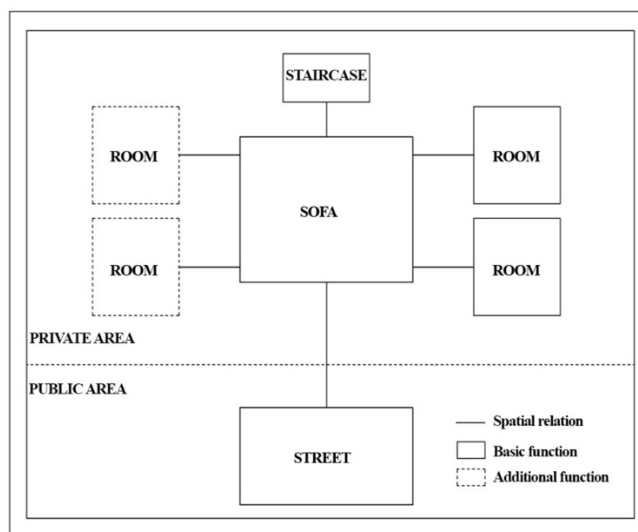 STAIRCASE
ROOM
ROOM
SOFA
ROOM
ROOM
PRIVATE AREA
PUBLIC AREA
STREET
Spatial relation
Basic function
Additional function